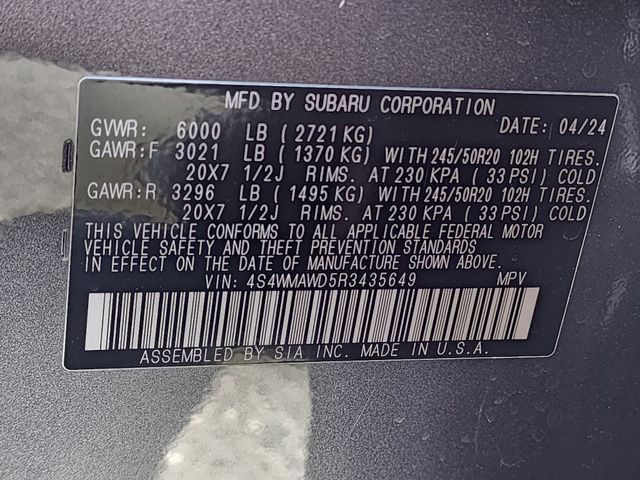 MFD BY SUBARU CORPORATION
GVWR: 6000 LB ( 2721 KG) DATE: 04/24
GAWR:F 3021 LB ( 1370 KG) WITH 245/50R20 102H TIRES.
20X7 1/2J RIMS. AT 230 KPA ( 33 PSI) COLD
GAWR:R 3296 LB ( 1495 KG) WITH 245/50R20 102H TIRES.
20X7 1/2J RIMS. AT 230 KPA ( 33 PSI) COLD
THIS VEHICLE CONFORMS TO ALL APPLICABLE FEDERAL MOTOR
VEHICLE SAFETY AND THEFT PREVENTION STANDARDS
IN EFFECT ON THE DATE OF MANUFACTURE SHOWN ABOVE.
VIN: 4S4WMAWD5R3435649 MPV
ASSEMBLED BY SIA INC. MADE IN U.S.A.